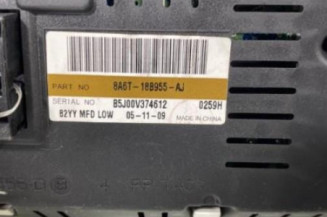 PART NO 8A6T-18B955-AJ
SERIAL NO B5J00V374612 0259H
82YY MFD LOW 05-11-09 MADE IN CHINA